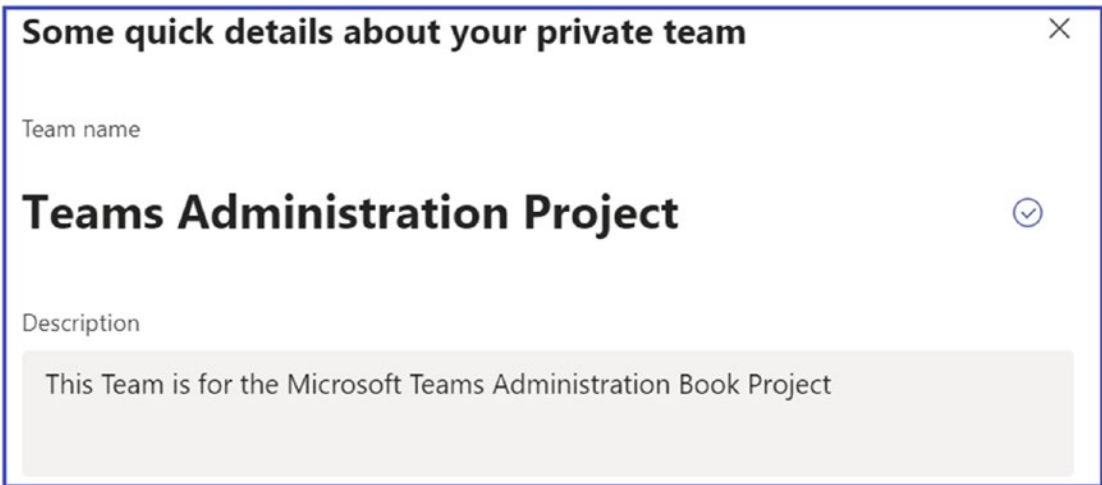 Some quick details about your private team
Team name
Teams Administration Project
Description
This Team is for the Microsoft Teams Administration Book Project